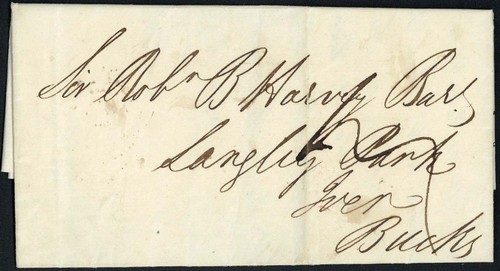 Sir Robt B Harvey Bart
Langley Park
Iver
Bucks